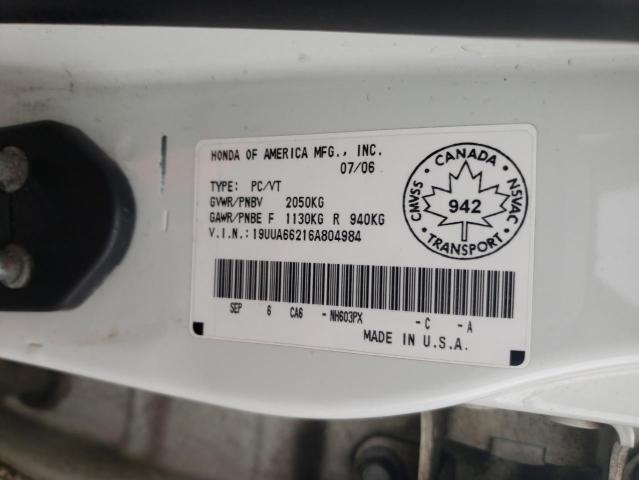 HONDA OF AMERICA MFG., INC.
07/06
TYPE: PC/VT
GVWR/PNBV 2050KG
GAWR/PNBE F 1130KG R 940KG
V.I.N.: 19UUA66216A804984
CANADA
CMVSS 942 NSVAC
TRANSPORT
SEP 6 CA6 -NH603PX -C -A
MADE IN U.S.A.